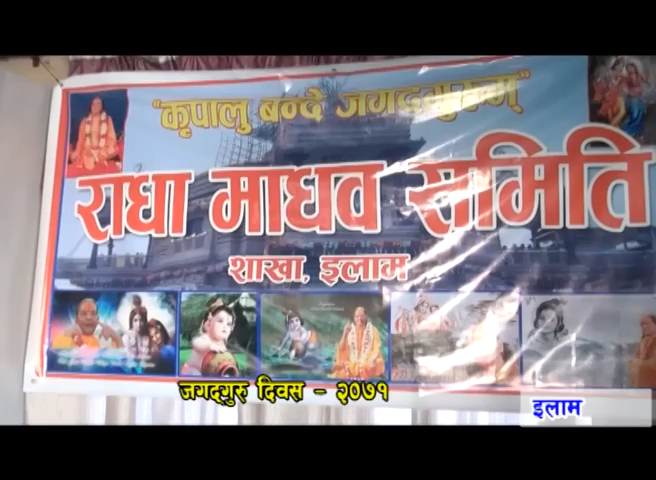 "कृपालु बन्दे जगद्गुरुम्"
राधा माधव समिति
शाखा, इलाम
जगद्गुरु दिवस - २०७१
इलाम